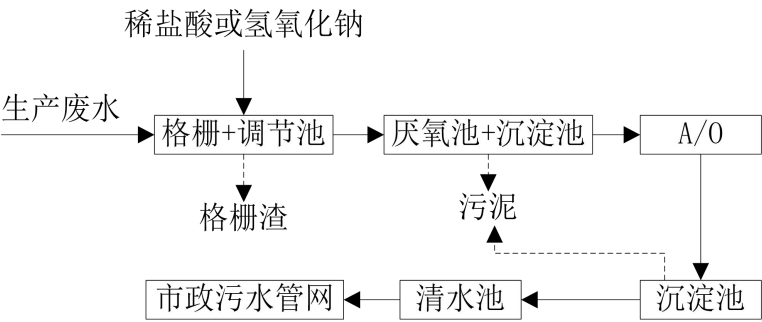 稀盐酸或氢氧化钠
生产废水
格栅+调节池
厌氧池+沉淀池
A/O
格栅渣
污泥
市政污水管网
清水池
沉淀池